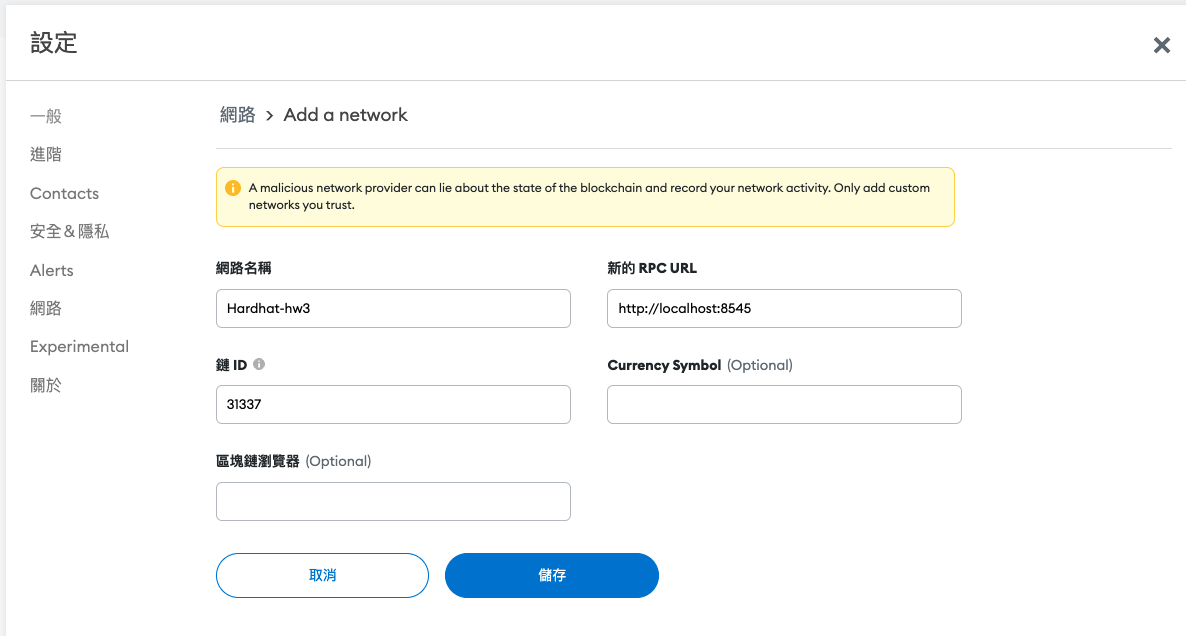 設定
一般
進階
Contacts
安全＆隱私
Alerts
網路
Experimental
關於
網路 > Add a network
A malicious network provider can lie about the state of the blockchain and record your network activity. Only add custom
networks you trust.
網路名稱
Hardhat-hw3
新的 RPC URL
http://localhost:8545
鏈 ID
31337
Currency Symbol (Optional)
區塊鏈瀏覽器 (Optional)
取消
儲存